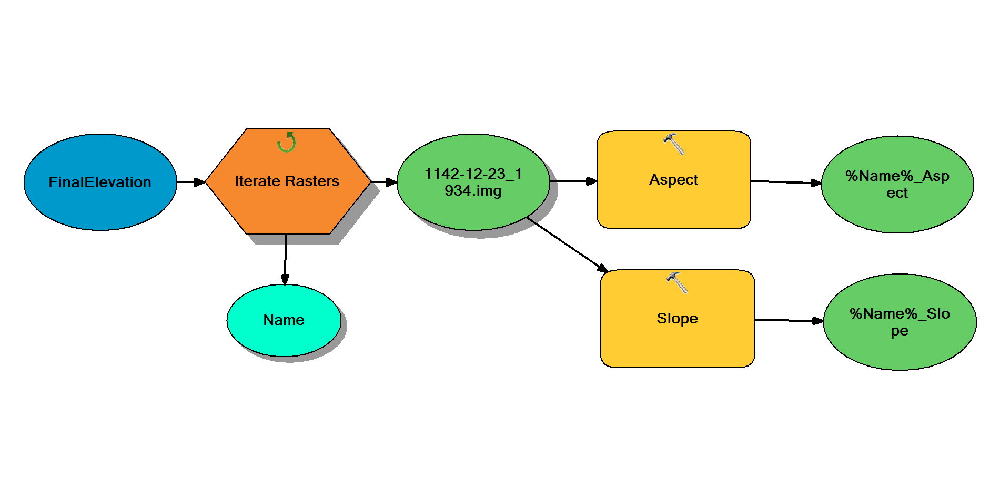 FinalElevation
Iterate Rasters
1142-12-23_1
934.img
Aspect
%Name%_Asp
ect
Name
Slope
%Name%_Slo
pe